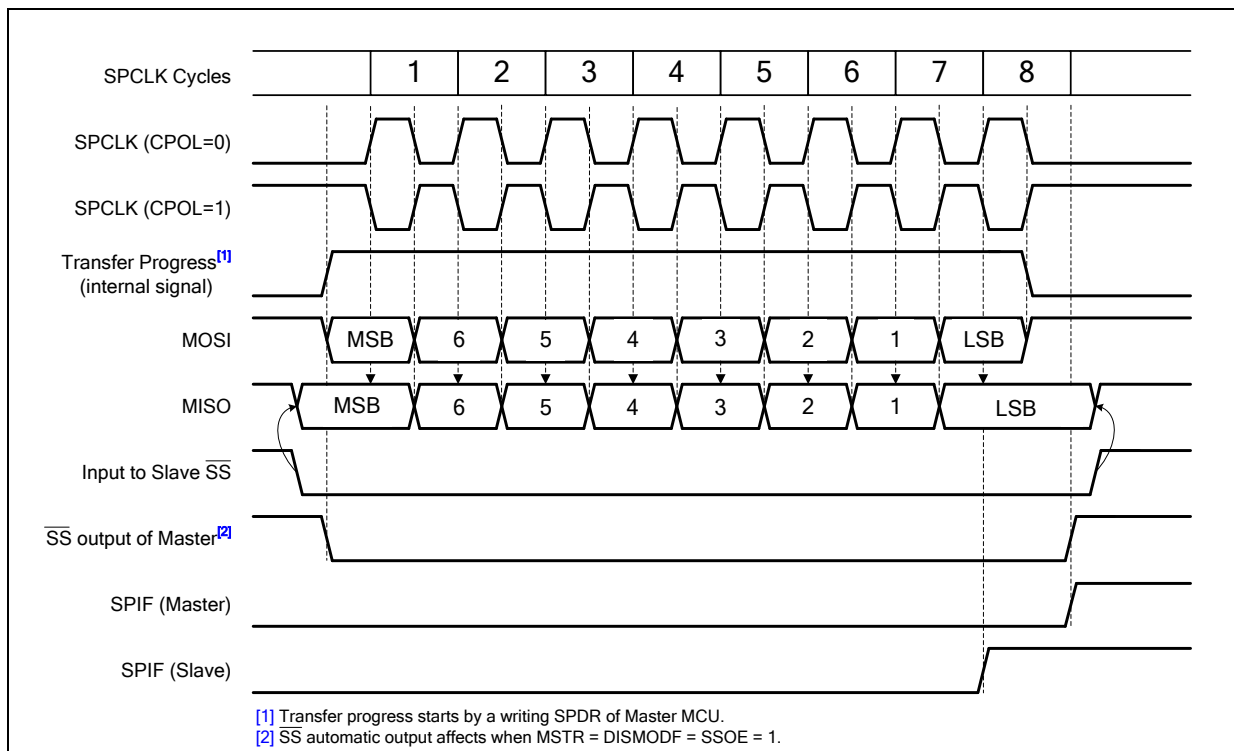 SPCLK Cycles 1 2 3 4 5 6 7 8
SPCLK (CPOL=0)
SPCLK (CPOL=1)
Transfer Progress[1]
(internal signal)
MOSI MSB 6 5 4 3 2 1 LSB
MISO MSB 6 5 4 3 2 1 LSB
Input to Slave S̅S̅
S̅S̅ output of Master[2]
SPIF (Master)
SPIF (Slave)
[1] Transfer progress starts by a writing SPDR of Master MCU.
[2] S̅S̅ automatic output affects when MSTR = DISMODF = SSOE = 1.